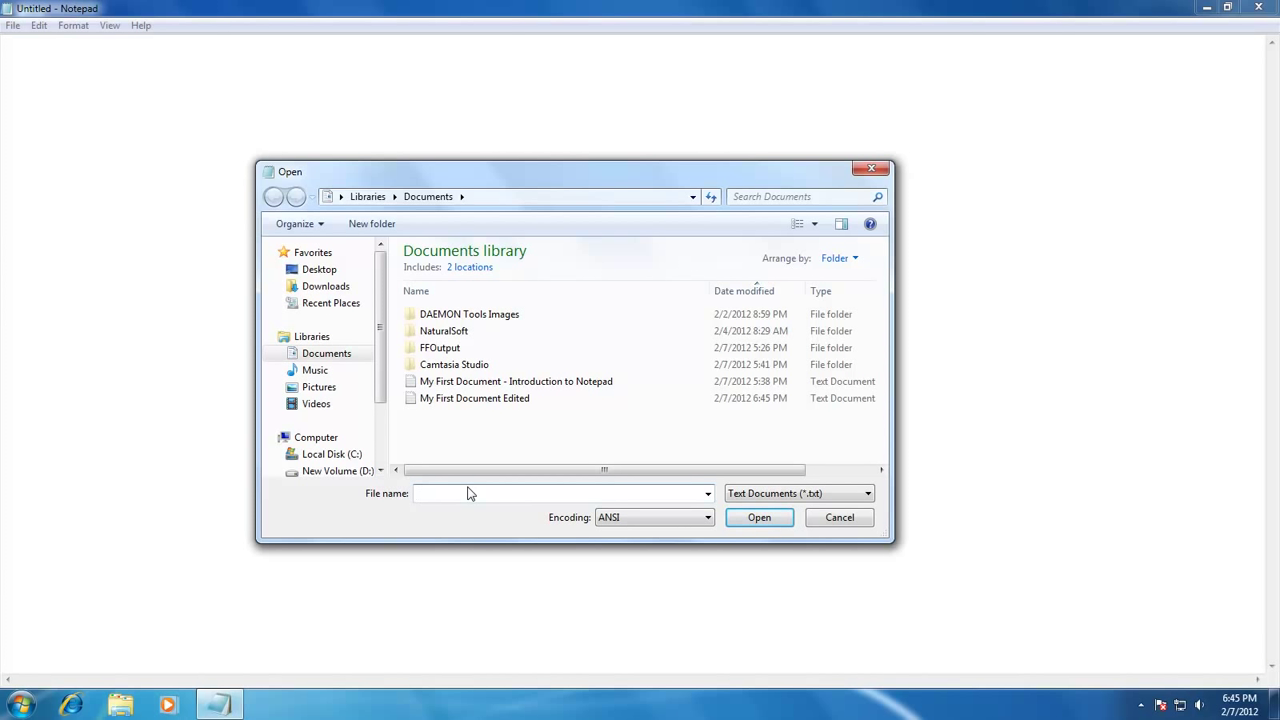 Untitled - Notepad
File Edit Format View Help
Open
Libraries Documents
Search Documents
Organize New folder
Documents library
Includes: 2 locations
Arrange by: Folder
Name Date modified Type
Favorites
Desktop
Downloads
Recent Places
Libraries
Documents
Music
Pictures
Videos
Computer
Local Disk (C:)
New Volume (D:)
DAEMON Tools Images 2/2/2012 8:59 PM File folder
NaturalSoft 2/4/2012 8:29 AM File folder
FFOutput 2/7/2012 5:26 PM File folder
Camtasia Studio 2/7/2012 5:41 PM File folder
My First Document - Introduction to Notepad 2/7/2012 5:38 PM Text Document
My First Document Edited 2/7/2012 6:45 PM Text Document
File name: Text Documents (*.txt)
Encoding: ANSI Open Cancel
6:45 PM
2/7/2012